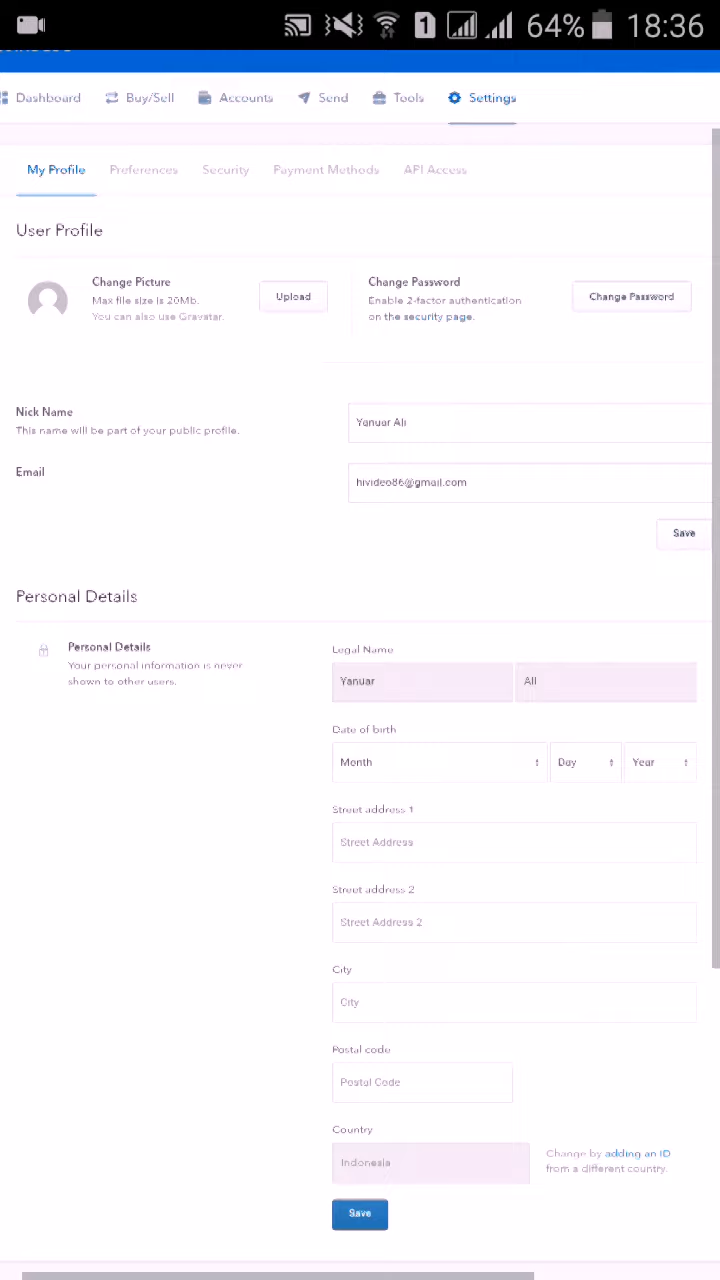 1 64% 18:36
Dashboard Buy/Sell Accounts Send Tools Settings
My Profile Preferences Security Payment Methods API Access
User Profile
Change Picture
Max file size is 20Mb.
You can also use Gravatar.
Upload
Change Password
Enable 2-factor authentication
on the security page.
Change Password
Nick Name
This name will be part of your public profile.
Yanuar Ali
Email
hivideo86@gmail.com
Save
Personal Details
Personal Details
Your personal information is never
shown to other users.
Legal Name
Yanuar Ali
Date of birth
Month Day Year
Street address 1
Street Address
Street address 2
Street Address 2
City
City
Postal code
Postal Code
Country
Indonesia
Change by adding an ID
from a different country.
Save